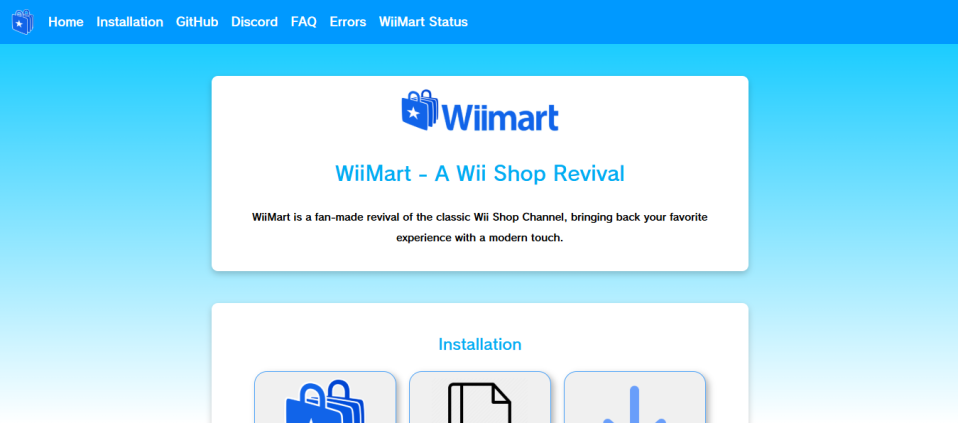 Home Installation GitHub Discord FAQ Errors WiiMart Status
Wiimart
WiiMart - A Wii Shop Revival
WiiMart is a fan-made revival of the classic Wii Shop Channel, bringing back your favorite
experience with a modern touch.
Installation